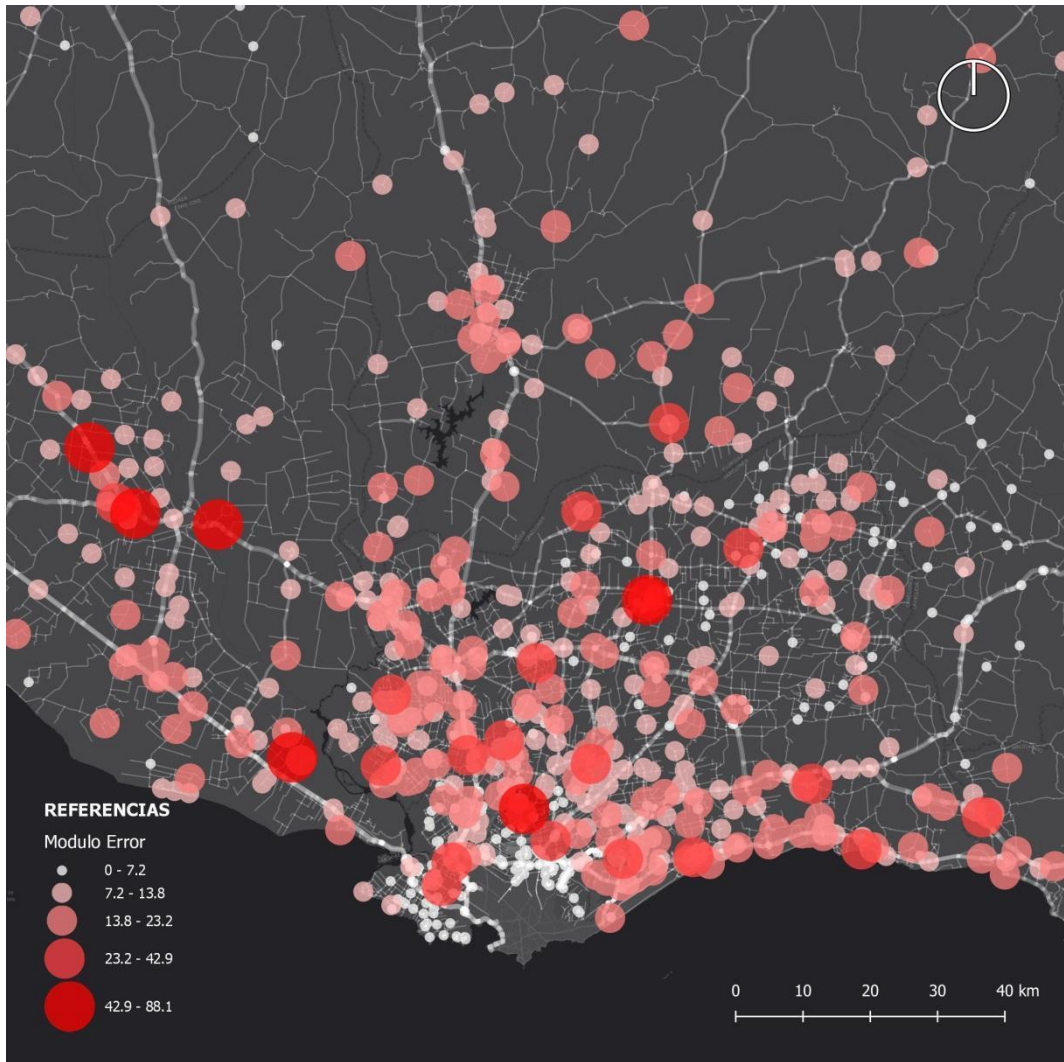 REFERENCIAS
Modulo Error
0 - 7.2
7.2 - 13.8
13.8 - 23.2
23.2 - 42.9
42.9 - 88.1
0 10 20 30 40 km